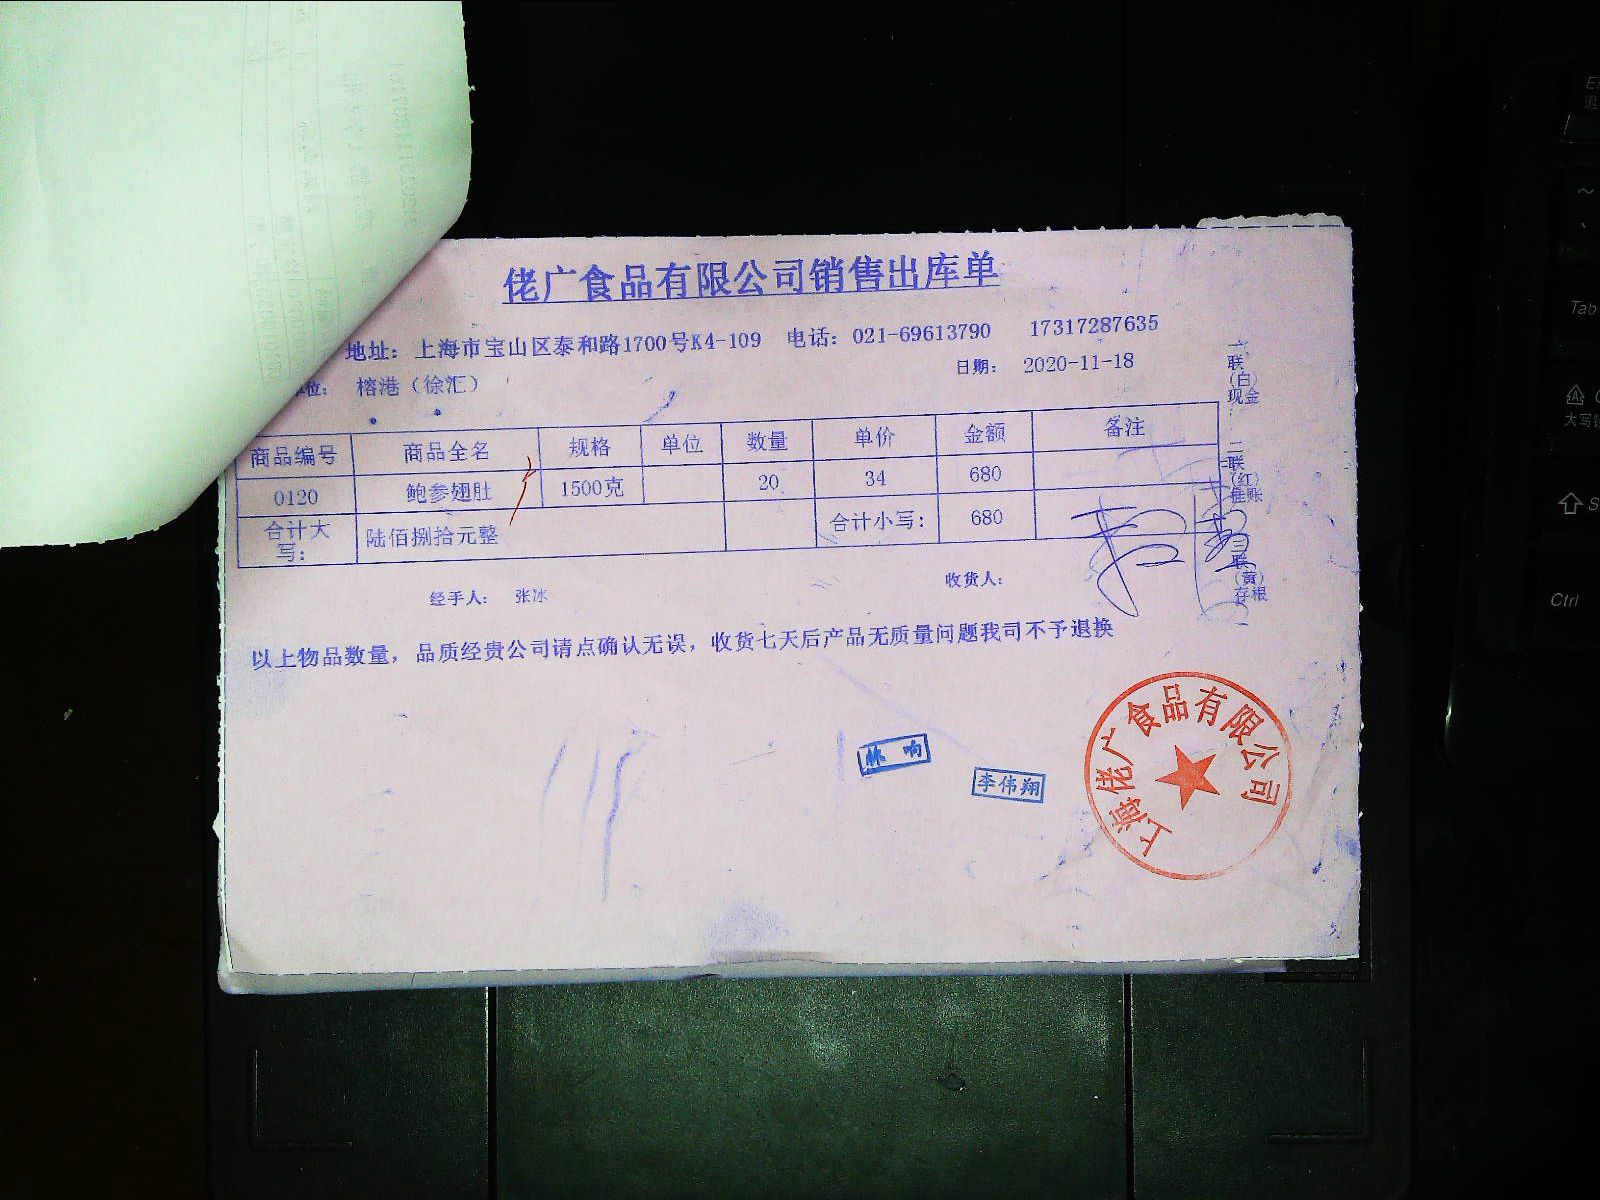 佬广食品有限公司销售出库单
地址：上海市宝山区泰和路1700号K4-109 电话：021-69613790 17317287635
位： 榕港（徐汇） 日期： 2020-11-18
商品编号 商品全名 规格 单位 数量 单价 金额 备注
0120 鲍参翅肚 1500克 20 34 680
合计大写： 陆佰捌拾元整 合计小写： 680
经手人： 张冰 收货人：
以上物品数量，品质经贵公司请点确认无误，收货七天后产品无质量问题我司不予退换
一联（白）现金
二联（红）催账
三联（黄）存根
林响
李伟翔
上海佬广食品有限公司
Tab
Ctrl